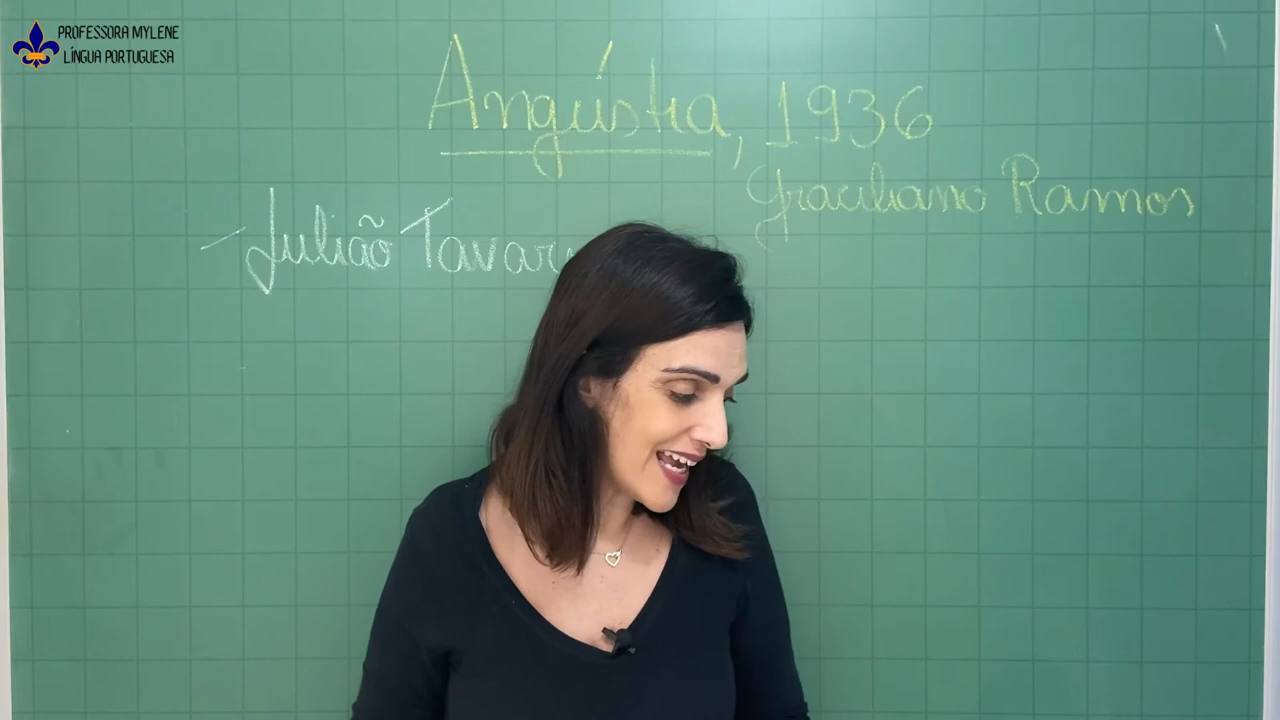 PROFESSORA MYLENE
LÍNGUA PORTUGUESA
Angústia, 1936
Graciliano Ramos
- Julião Tavar